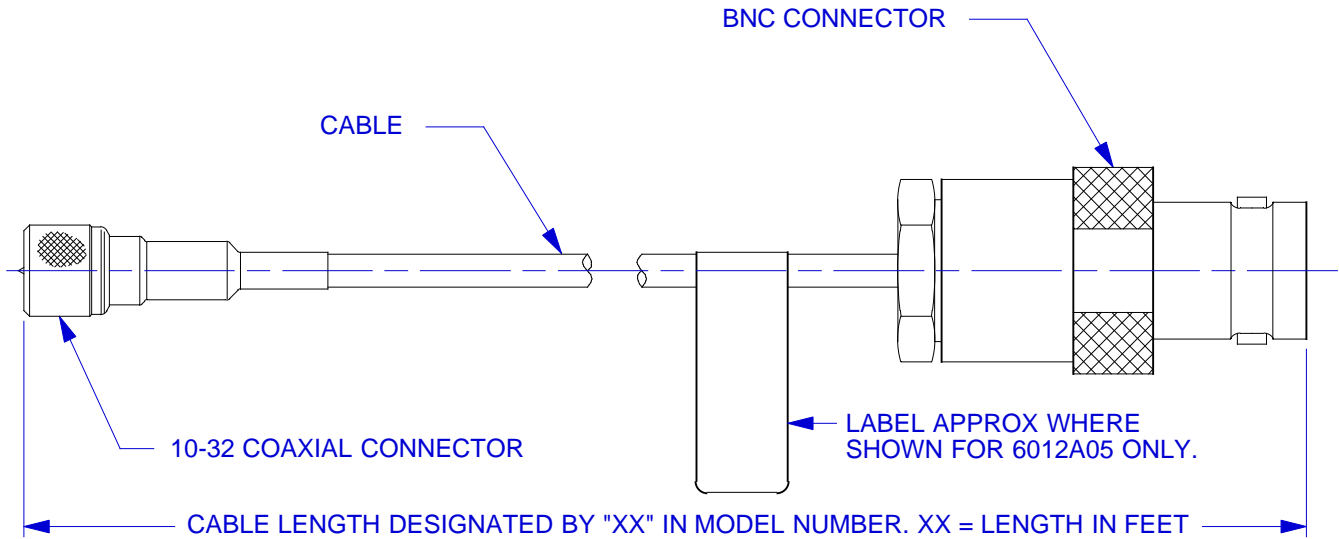 BNC CONNECTOR
CABLE
10-32 COAXIAL CONNECTOR
LABEL APPROX WHERE
SHOWN FOR 6012A05 ONLY.
CABLE LENGTH DESIGNATED BY "XX" IN MODEL NUMBER. XX = LENGTH IN FEET